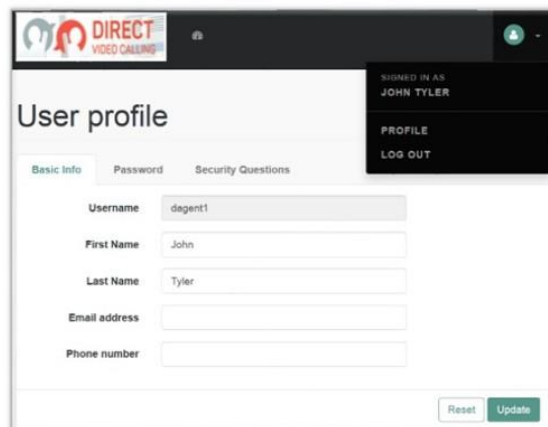 DIRECT
VIDEO CALLING
SIGNED IN AS
JOHN TYLER
PROFILE
LOG OUT
User profile
Basic Info Password Security Questions
Username dagent1
First Name John
Last Name Tyler
Email address
Phone number
Reset Update